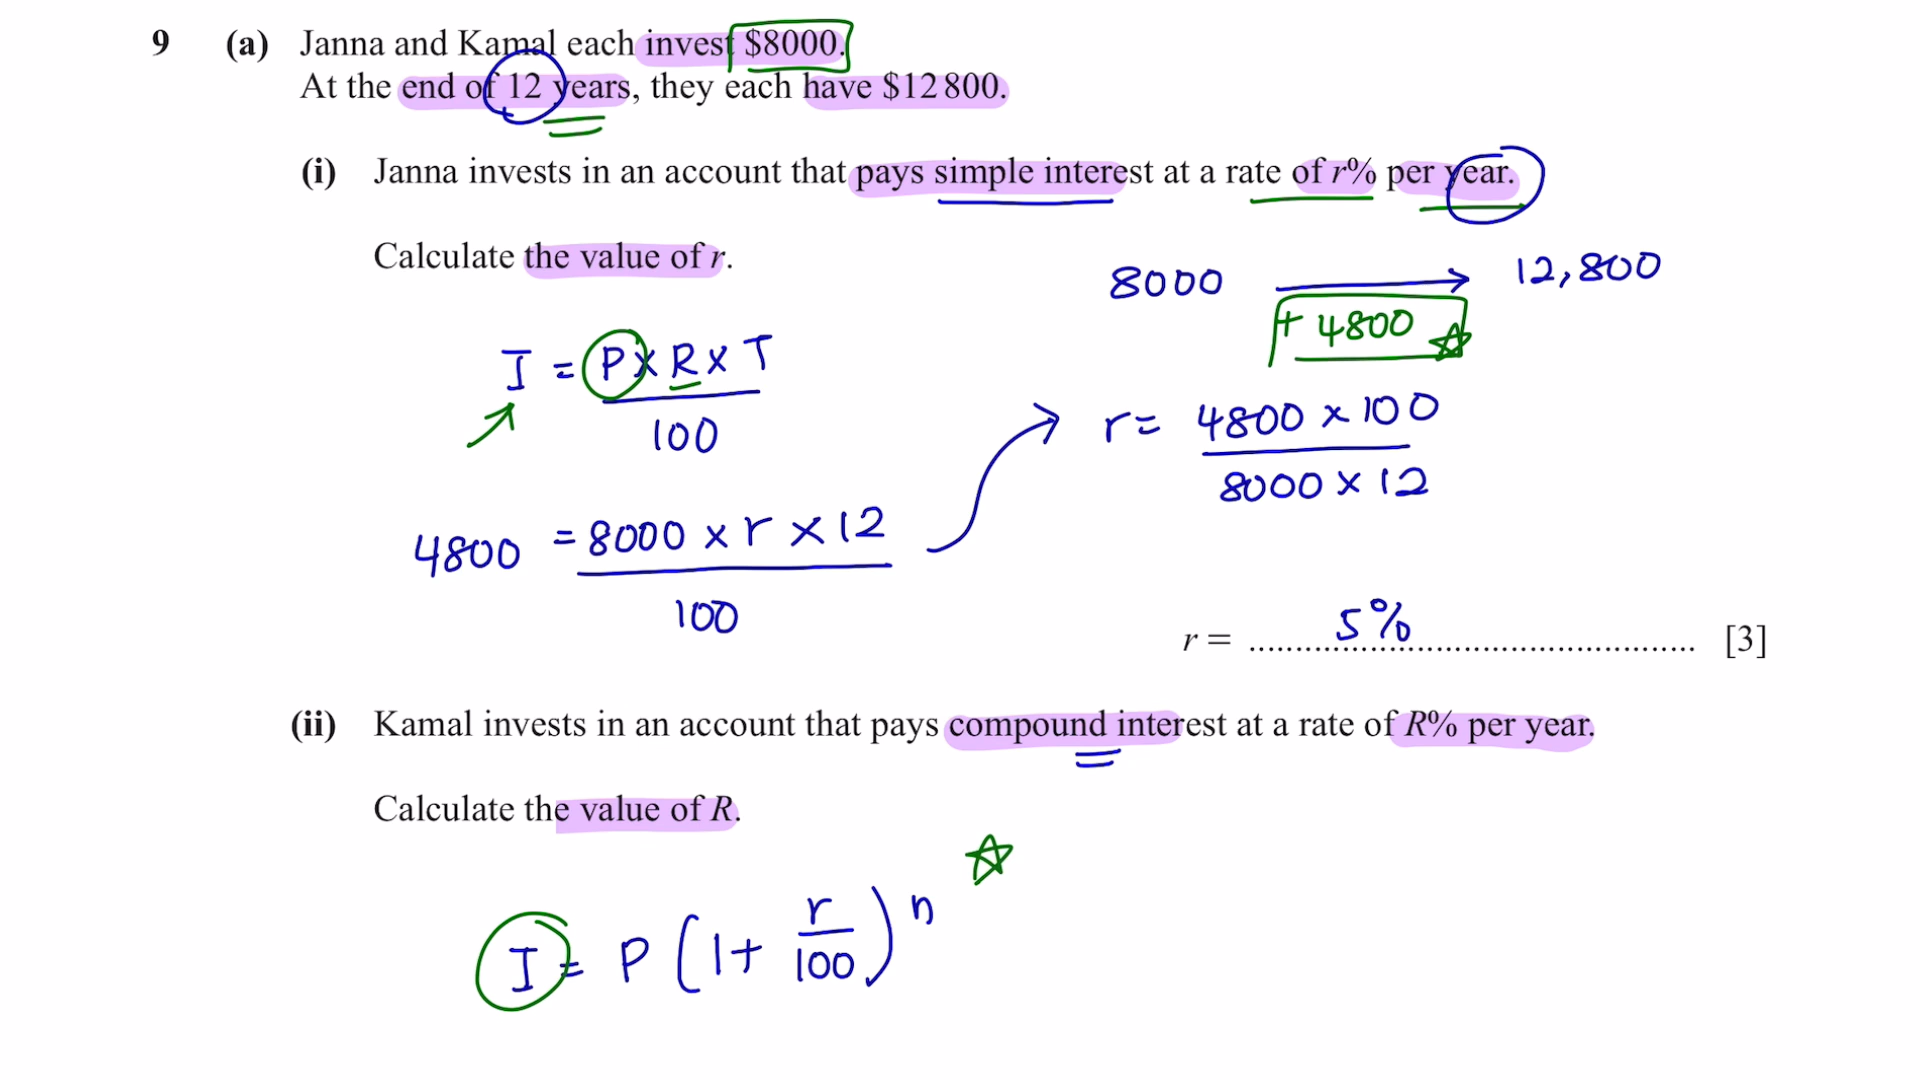 9 (a) Janna and Kamal each invest $8000.
At the end of 12 years, they each have $12 800.
(i) Janna invests in an account that pays simple interest at a rate of r% per year.
Calculate the value of r.
8000 → 12,800
+ 4800
I = P × R × T
100
r = 4800 × 100
8000 × 12
4800 = 8000 × r × 12
100
r = 5% [3]
(ii) Kamal invests in an account that pays compound interest at a rate of R% per year.
Calculate the value of R.
I = P (1 + r/100)^n